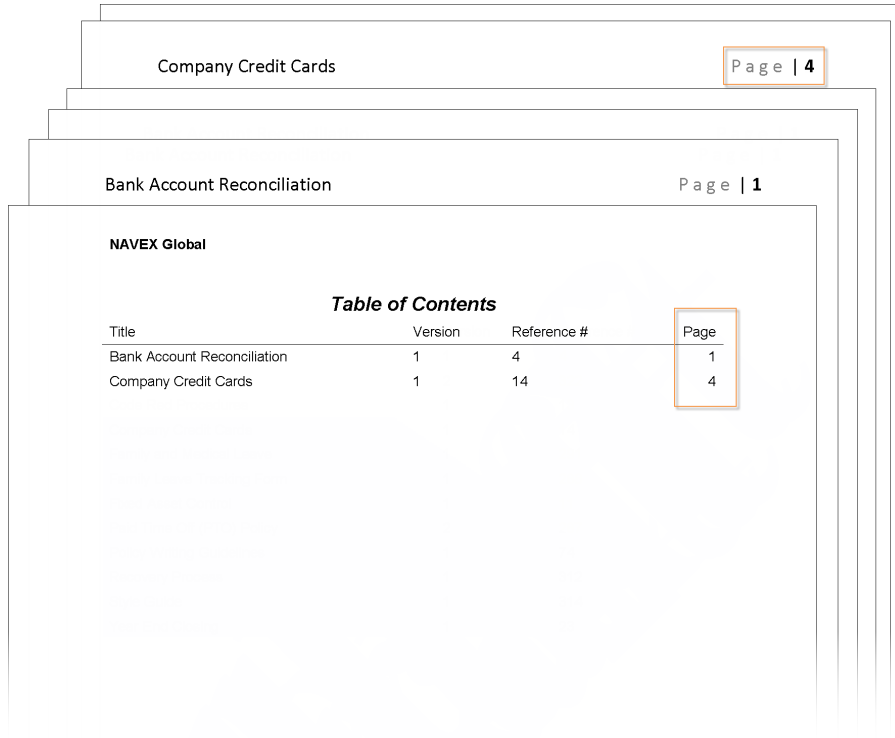 Company Credit Cards Page | 4
Bank Account Reconciliation Page | 1
NAVEX Global
Table of Contents
Title Version Reference # Page
Bank Account Reconciliation 1 4 1
Company Credit Cards 1 14 4